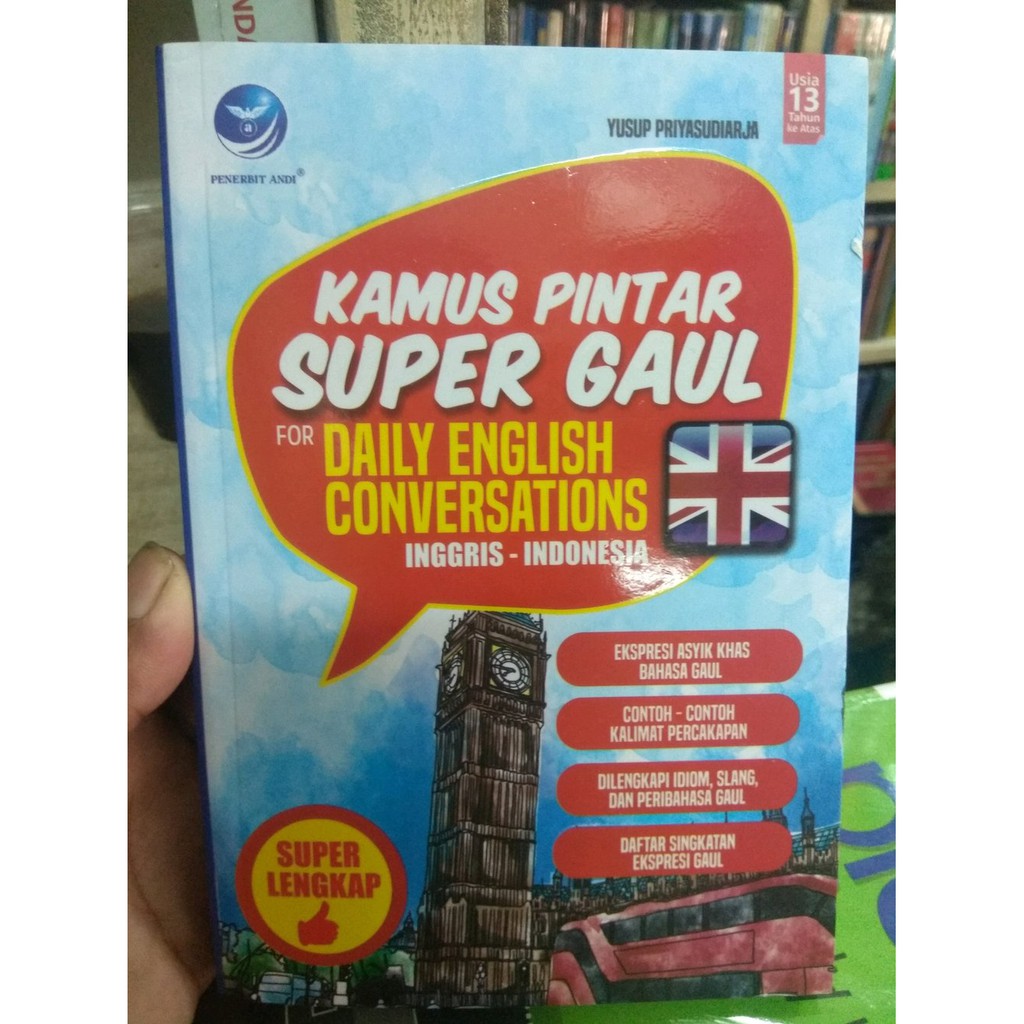 PENERBIT ANDI®
YUSUP PRIYASUDIARJA
Usia
13
Tahun
ke Atas
KAMUS PINTAR
SUPER GAUL
FOR DAILY ENGLISH
CONVERSATIONS
INGGRIS - INDONESIA
EKSPRESI ASYIK KHAS
BAHASA GAUL
CONTOH - CONTOH
KALIMAT PERCAKAPAN
DILENGKAPI IDIOM, SLANG,
DAN PERIBAHASA GAUL
DAFTAR SINGKATAN
EKSPRESI GAUL
SUPER
LENGKAP